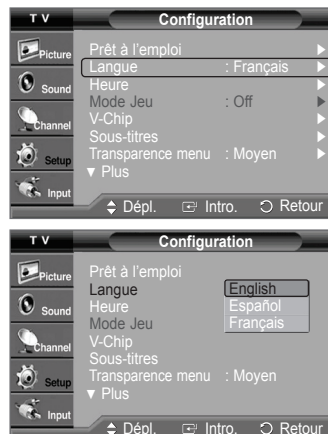 TV Configuration
Picture
Sound
Channel
Setup
Input
Prêt à l'emploi
Langue : Français
Heure
Mode Jeu : Off
V-Chip
Sous-titres
Transparence menu : Moyen
▼ Plus
Dépl. Intro. Retour
TV Configuration
Picture
Sound
Channel
Setup
Input
Prêt à l'emploi
Langue English
Heure Español
Mode Jeu Français
V-Chip
Sous-titres
Transparence menu : Moyen
▼ Plus
Dépl. Intro. Retour